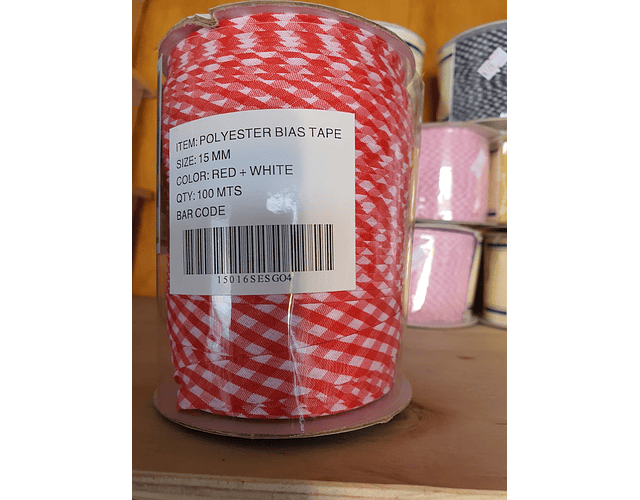 ITEM: POLYESTER BIAS TAPE
SIZE: 15 MM
COLOR: RED + WHITE
QTY: 100 MTS
BAR CODE
15016SESGO4